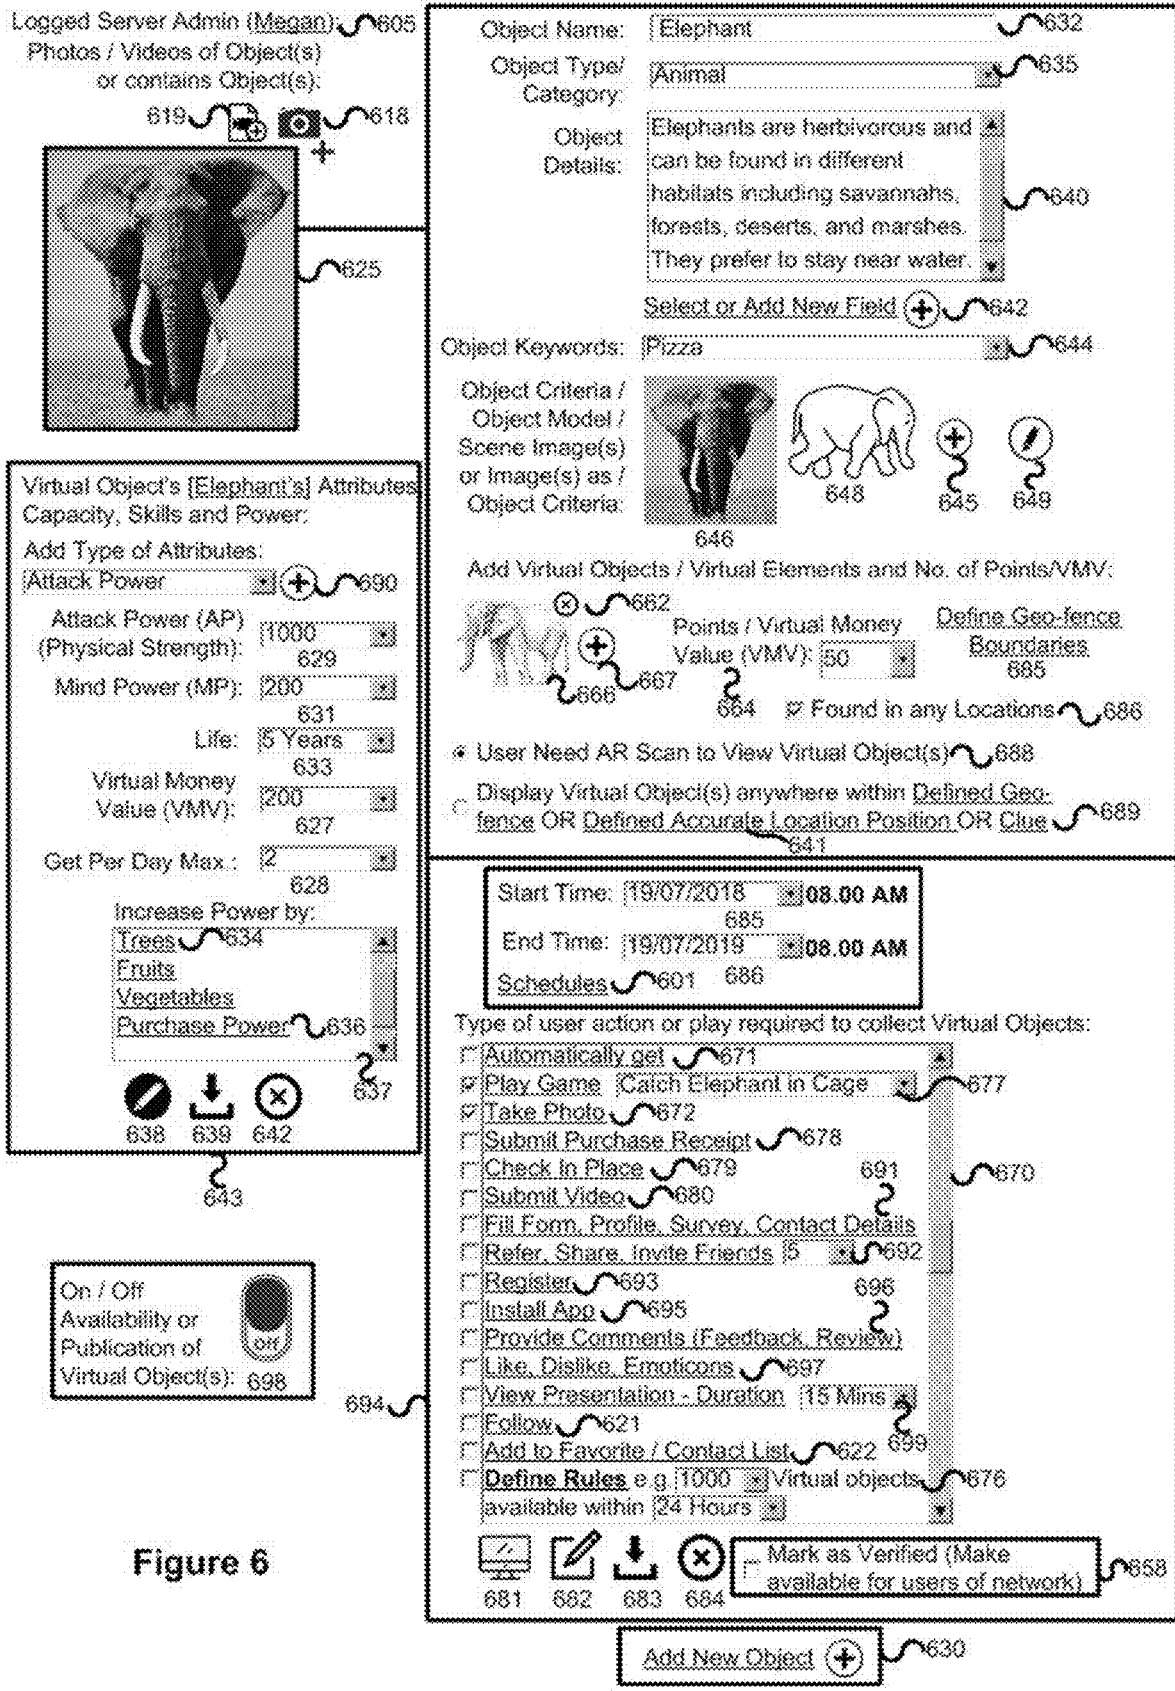 Logged Server Admin (Megan) 605
Photos / Videos of Object(s)
or contains Object(s):
619 618
625
Object Name: Elephant 632
Object Type/
Category: Animal 635
Object
Details:
Elephants are herbivorous and
can be found in different
habitats including savannahs,
forests, deserts, and marshes.
They prefer to stay near water.
640
Select or Add New Field 642
Object Keywords: Pizza 644
Object Criteria /
Object Model /
Scene Image(s)
or Image(s) as /
Object Criteria:
646 648 645 649
Add Virtual Objects / Virtual Elements and No. of Points/VMV:
662
666 667
Points / Virtual Money
Value (VMV): 50
664
Define Geo-fence
Boundaries
665
Found in any Locations 686
User Need AR Scan to View Virtual Object(s) 688
Display Virtual Object(s) anywhere within Defined Geo-
fence OR Defined Accurate Location Position OR Clue 689
641
Virtual Object's [Elephant's] Attributes
Capacity, Skills and Power:
Add Type of Attributes:
Attack Power 690
Attack Power (AP)
(Physical Strength): 1000
629
Mind Power (MP): 200
631
Life: 5 Years
633
Virtual Money
Value (VMV): 200
627
Get Per Day Max.: 2
628
Increase Power by:
Trees 634
Fruits
Vegetables
Purchase Power 636
637
638 639 642
643
Start Time: 19/07/2018 08.00 AM
685
End Time: 19/07/2019 08.00 AM
686
Schedules 601
Type of user action or play required to collect Virtual Objects:
Automatically get 671
Play Game Catch Elephant in Cage 677
Take Photo 672
Submit Purchase Receipt 678
Check In Place 679
Submit Video 680
691
670
Fill Form, Profile, Survey, Contact Details
Refer, Share, Invite Friends 5 692
Register 693
Install App 695
696
Provide Comments (Feedback, Review)
Like, Dislike, Emoticons 697
View Presentation - Duration 15 Mins
699
Follow 621
Add to Favorite / Contact List 622
Define Rules e.g 1000 Virtual objects 676
available within 24 Hours
681 682 683 684
Mark as Verified (Make
available for users of network)
658
694
On / Off
Availability or
Publication of
Virtual Object(s): 698
Off
Figure 6
Add New Object 630